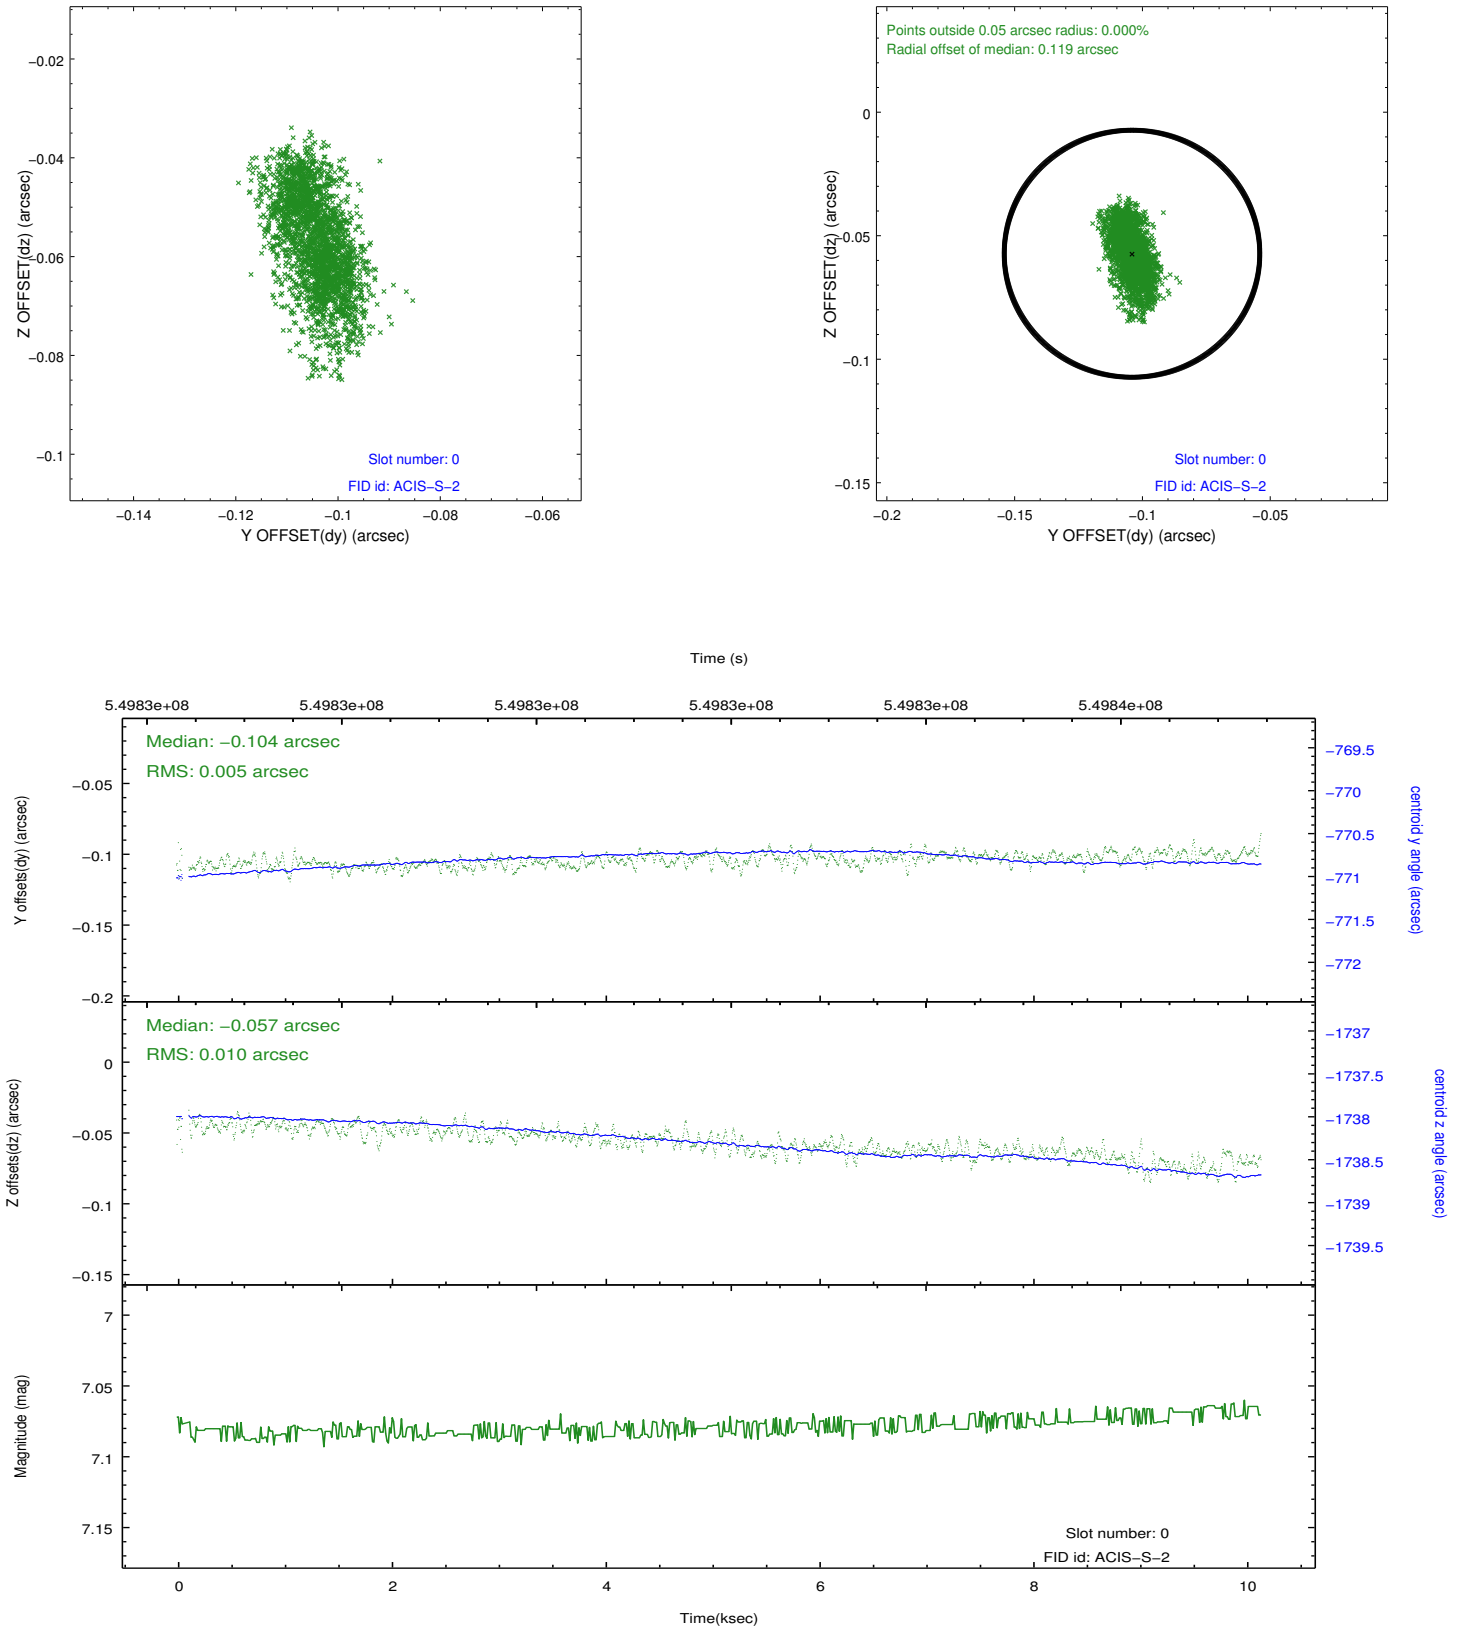 −0.02
−0.04
−0.06
−0.08
−0.1
Z OFFSET(dz) (arcsec)
Slot number: 0
FID id: ACIS−S−2
−0.14
−0.12
−0.1
−0.08
−0.06
Y OFFSET(dy) (arcsec)
Points outside 0.05 arcsec radius: 0.000%
Radial offset of median: 0.119 arcsec
0
−0.05
−0.1
−0.15
Z OFFSET(dz) (arcsec)
Slot number: 0
FID id: ACIS−S−2
−0.2
−0.15
−0.1
−0.05
Y OFFSET(dy) (arcsec)
Time (s)
5.4983e+08
5.4983e+08
5.4983e+08
5.4983e+08
5.4983e+08
5.4984e+08
Median: −0.104 arcsec
RMS: 0.005 arcsec
−0.05
−0.1
−0.15
−0.2
Y offsets(dy) (arcsec)
−769.5
−770
−770.5
−771
−771.5
−772
centroid y angle (arcsec)
Median: −0.057 arcsec
RMS: 0.010 arcsec
0
−0.05
−0.1
−0.15
Z offsets(dz) (arcsec)
−1737
−1737.5
−1738
−1738.5
−1739
−1739.5
centroid z angle (arcsec)
7
7.05
7.1
7.15
Magnitude (mag)
Slot number: 0
FID id: ACIS−S−2
0
2
4
6
8
10
Time(ksec)